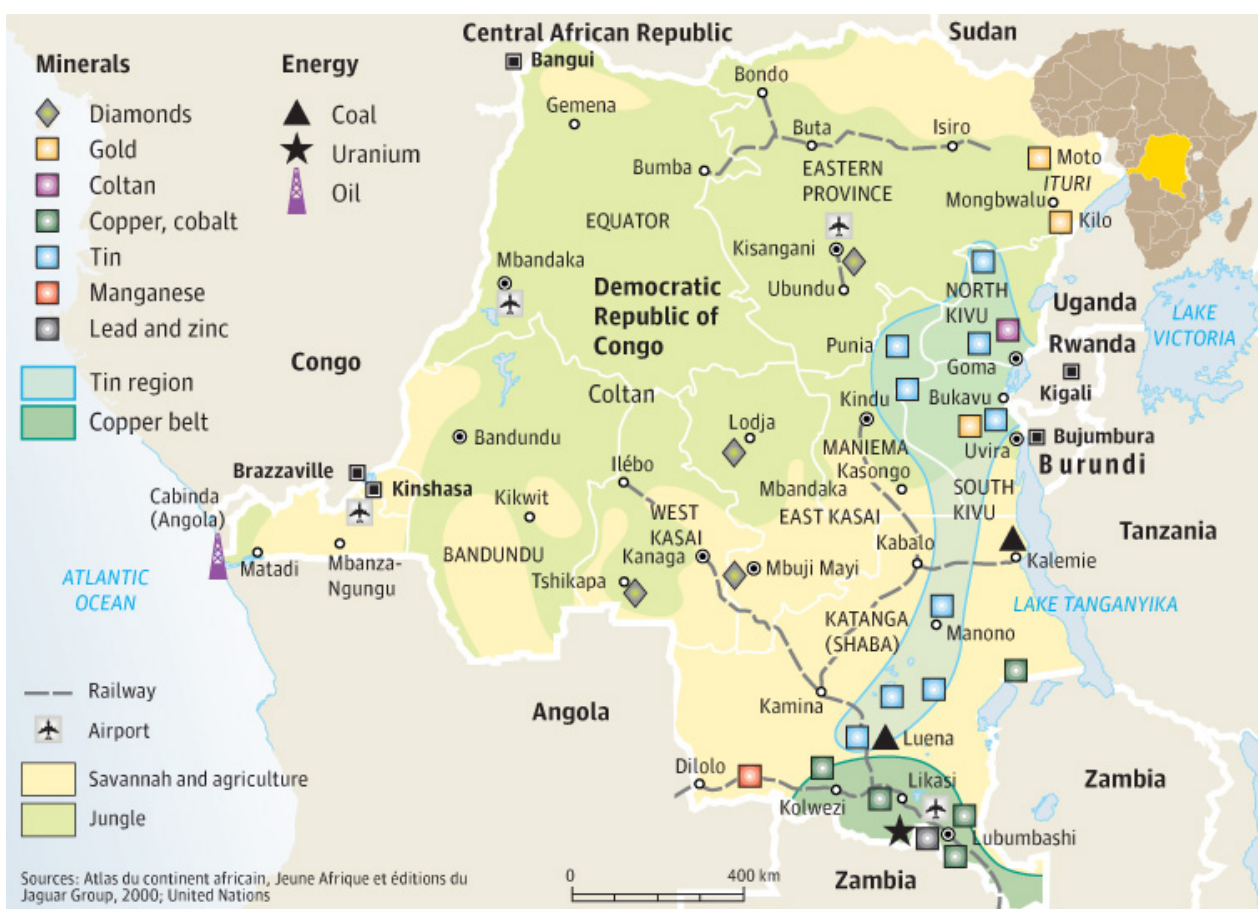 Minerals
Diamonds
Gold
Coltan
Copper, cobalt
Tin
Manganese
Lead and zinc
Tin region
Copper belt
Energy
Coal
Uranium
Oil
Central African Republic
Bangui
Sudan
Bondo
Gemena
Buta
Isiro
Bumba
EASTERN
PROVINCE
Moto
ITURI
Mongbwalu
Kilo
EQUATOR
Kisangani
Mbandaka
Ubundu
Democratic
Republic of
Congo
NORTH
KIVU
Uganda
LAKE
VICTORIA
Punia
Congo
Goma
Rwanda
Kigali
Coltan
Bukavu
Kindu
Lodja
Bandundu
MANIEMA
Uvira
Bujumbura
Burundi
Brazzaville
Kinshasa
Ilébo
Kasongo
Mbandaka
Cabinda
(Angola)
Kikwit
WEST
KASAI
EAST KASAI
SOUTH
KIVU
Tanzania
BANDUNDU
Kanaga
Kabalo
Kalemie
Matadi
Mbanza-
Ngungu
Tshikapa
Mbuji Mayi
ATLANTIC
OCEAN
LAKE TANGANYIKA
KATANGA
(SHABA)
Manono
Railway
Airport
Savannah and agriculture
Jungle
Angola
Kamina
Luena
Dilolo
Likasi
Zambia
Kolwezi
Lubumbashi
Zambia
0
400 km
Sources: Atlas du continent africain, Jeune Afrique et éditions du
Jaguar Group, 2000; United Nations